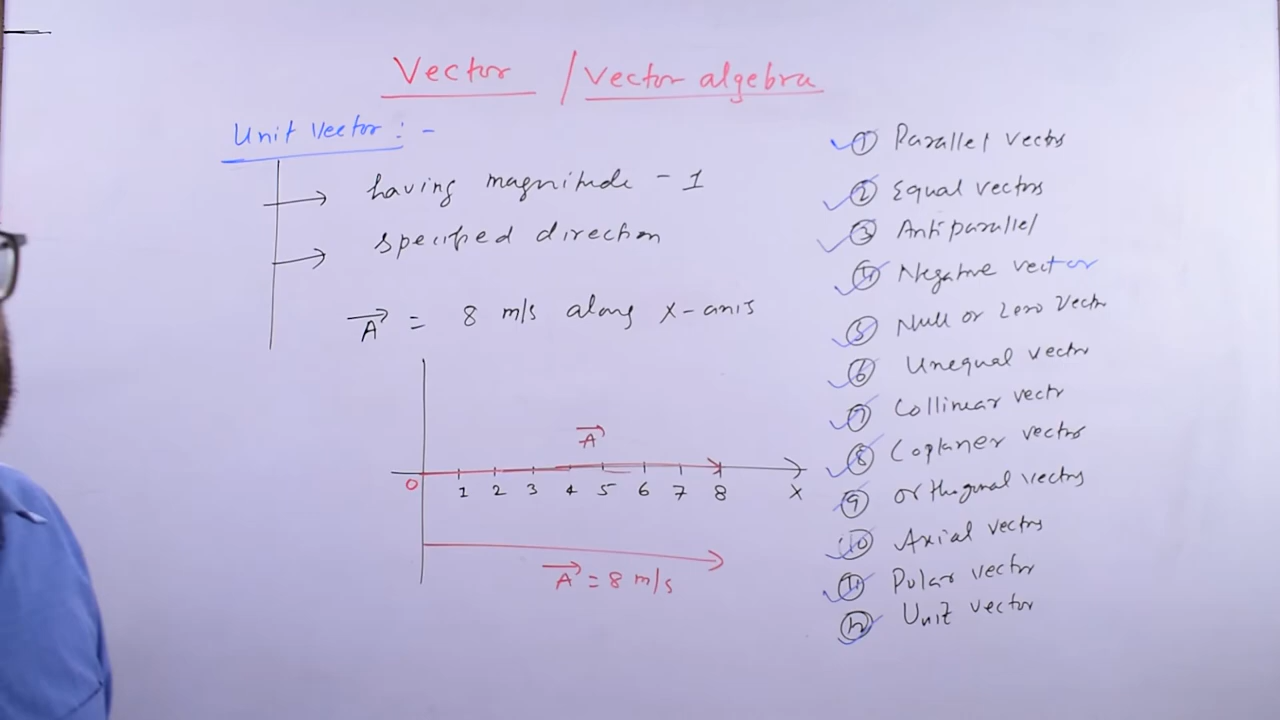 Vector / Vector algebra
Unit Vector : -
having magnitude - 1
specified direction
A = 8 m/s along x-axis
A
0 1 2 3 4 5 6 7 8 X
A = 8 m/s
1 Parallel vectors
2 Equal vectors
3 Antiparallel
4 Negative vector
5 Null or Zero Vector
6 Unequal vector
7 Collinear vector
8 Coplaner vectors
9 orthogonal vectors
10 Axial vectors
11 Polar vector
12 Unit vector